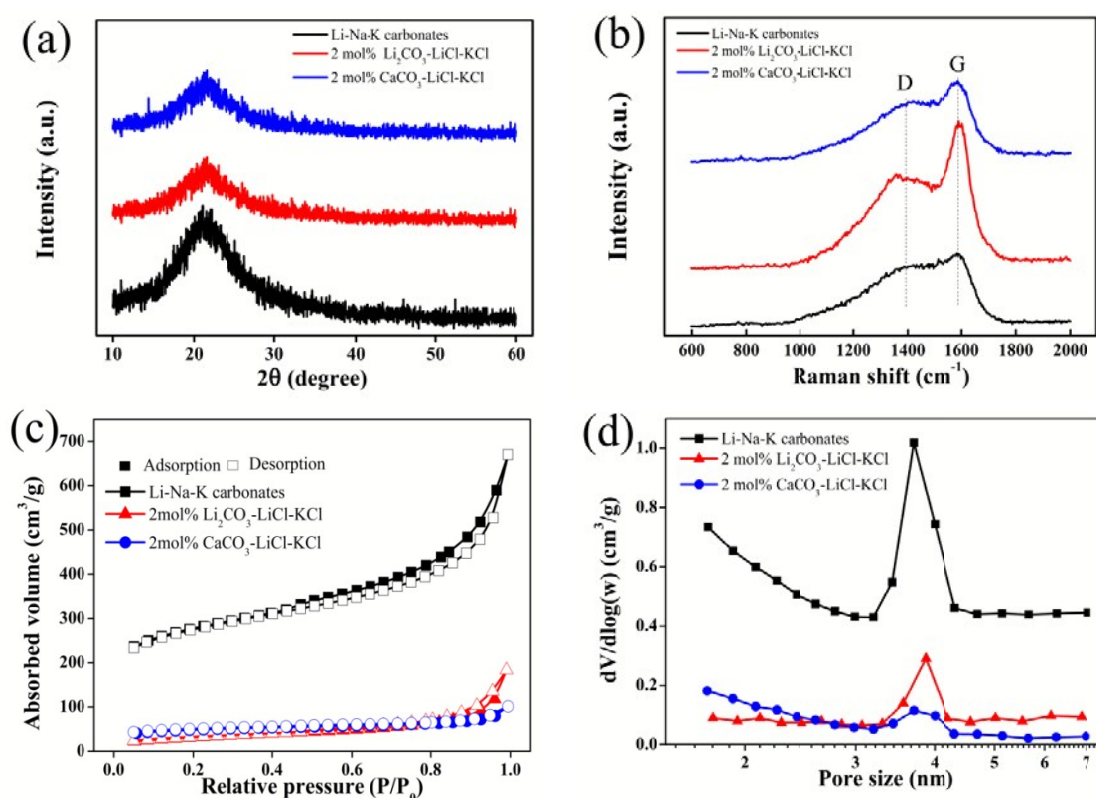 (a)
Li-Na-K carbonates
2 mol% Li₂CO₃-LiCl-KCl
2 mol% CaCO₃-LiCl-KCl
Intensity (a.u.)
10 20 30 40 50 60
2θ (degree)
(b)
Li-Na-K carbonates
2 mol% Li₂CO₃-LiCl-KCl
2 mol% CaCO₃-LiCl-KCl
D G
Intensity (a.u.)
600 800 1000 1200 1400 1600 1800 2000
Raman shift (cm⁻¹)
(c)
Adsorption Desorption
Li-Na-K carbonates
2mol% Li₂CO₃-LiCl-KCl
2mol% CaCO₃-LiCl-KCl
Absorbed volume (cm³/g)
700
600
500
400
300
200
100
0
0.0 0.2 0.4 0.6 0.8 1.0
Relative pressure (P/P₀)
(d)
Li-Na-K carbonates
2 mol% Li₂CO₃-LiCl-KCl
2 mol% CaCO₃-LiCl-KCl
dV/dlog(w) (cm³/g)
1.0
0.8
0.6
0.4
0.2
0.0
2 3 4 5 6 7
Pore size (nm)